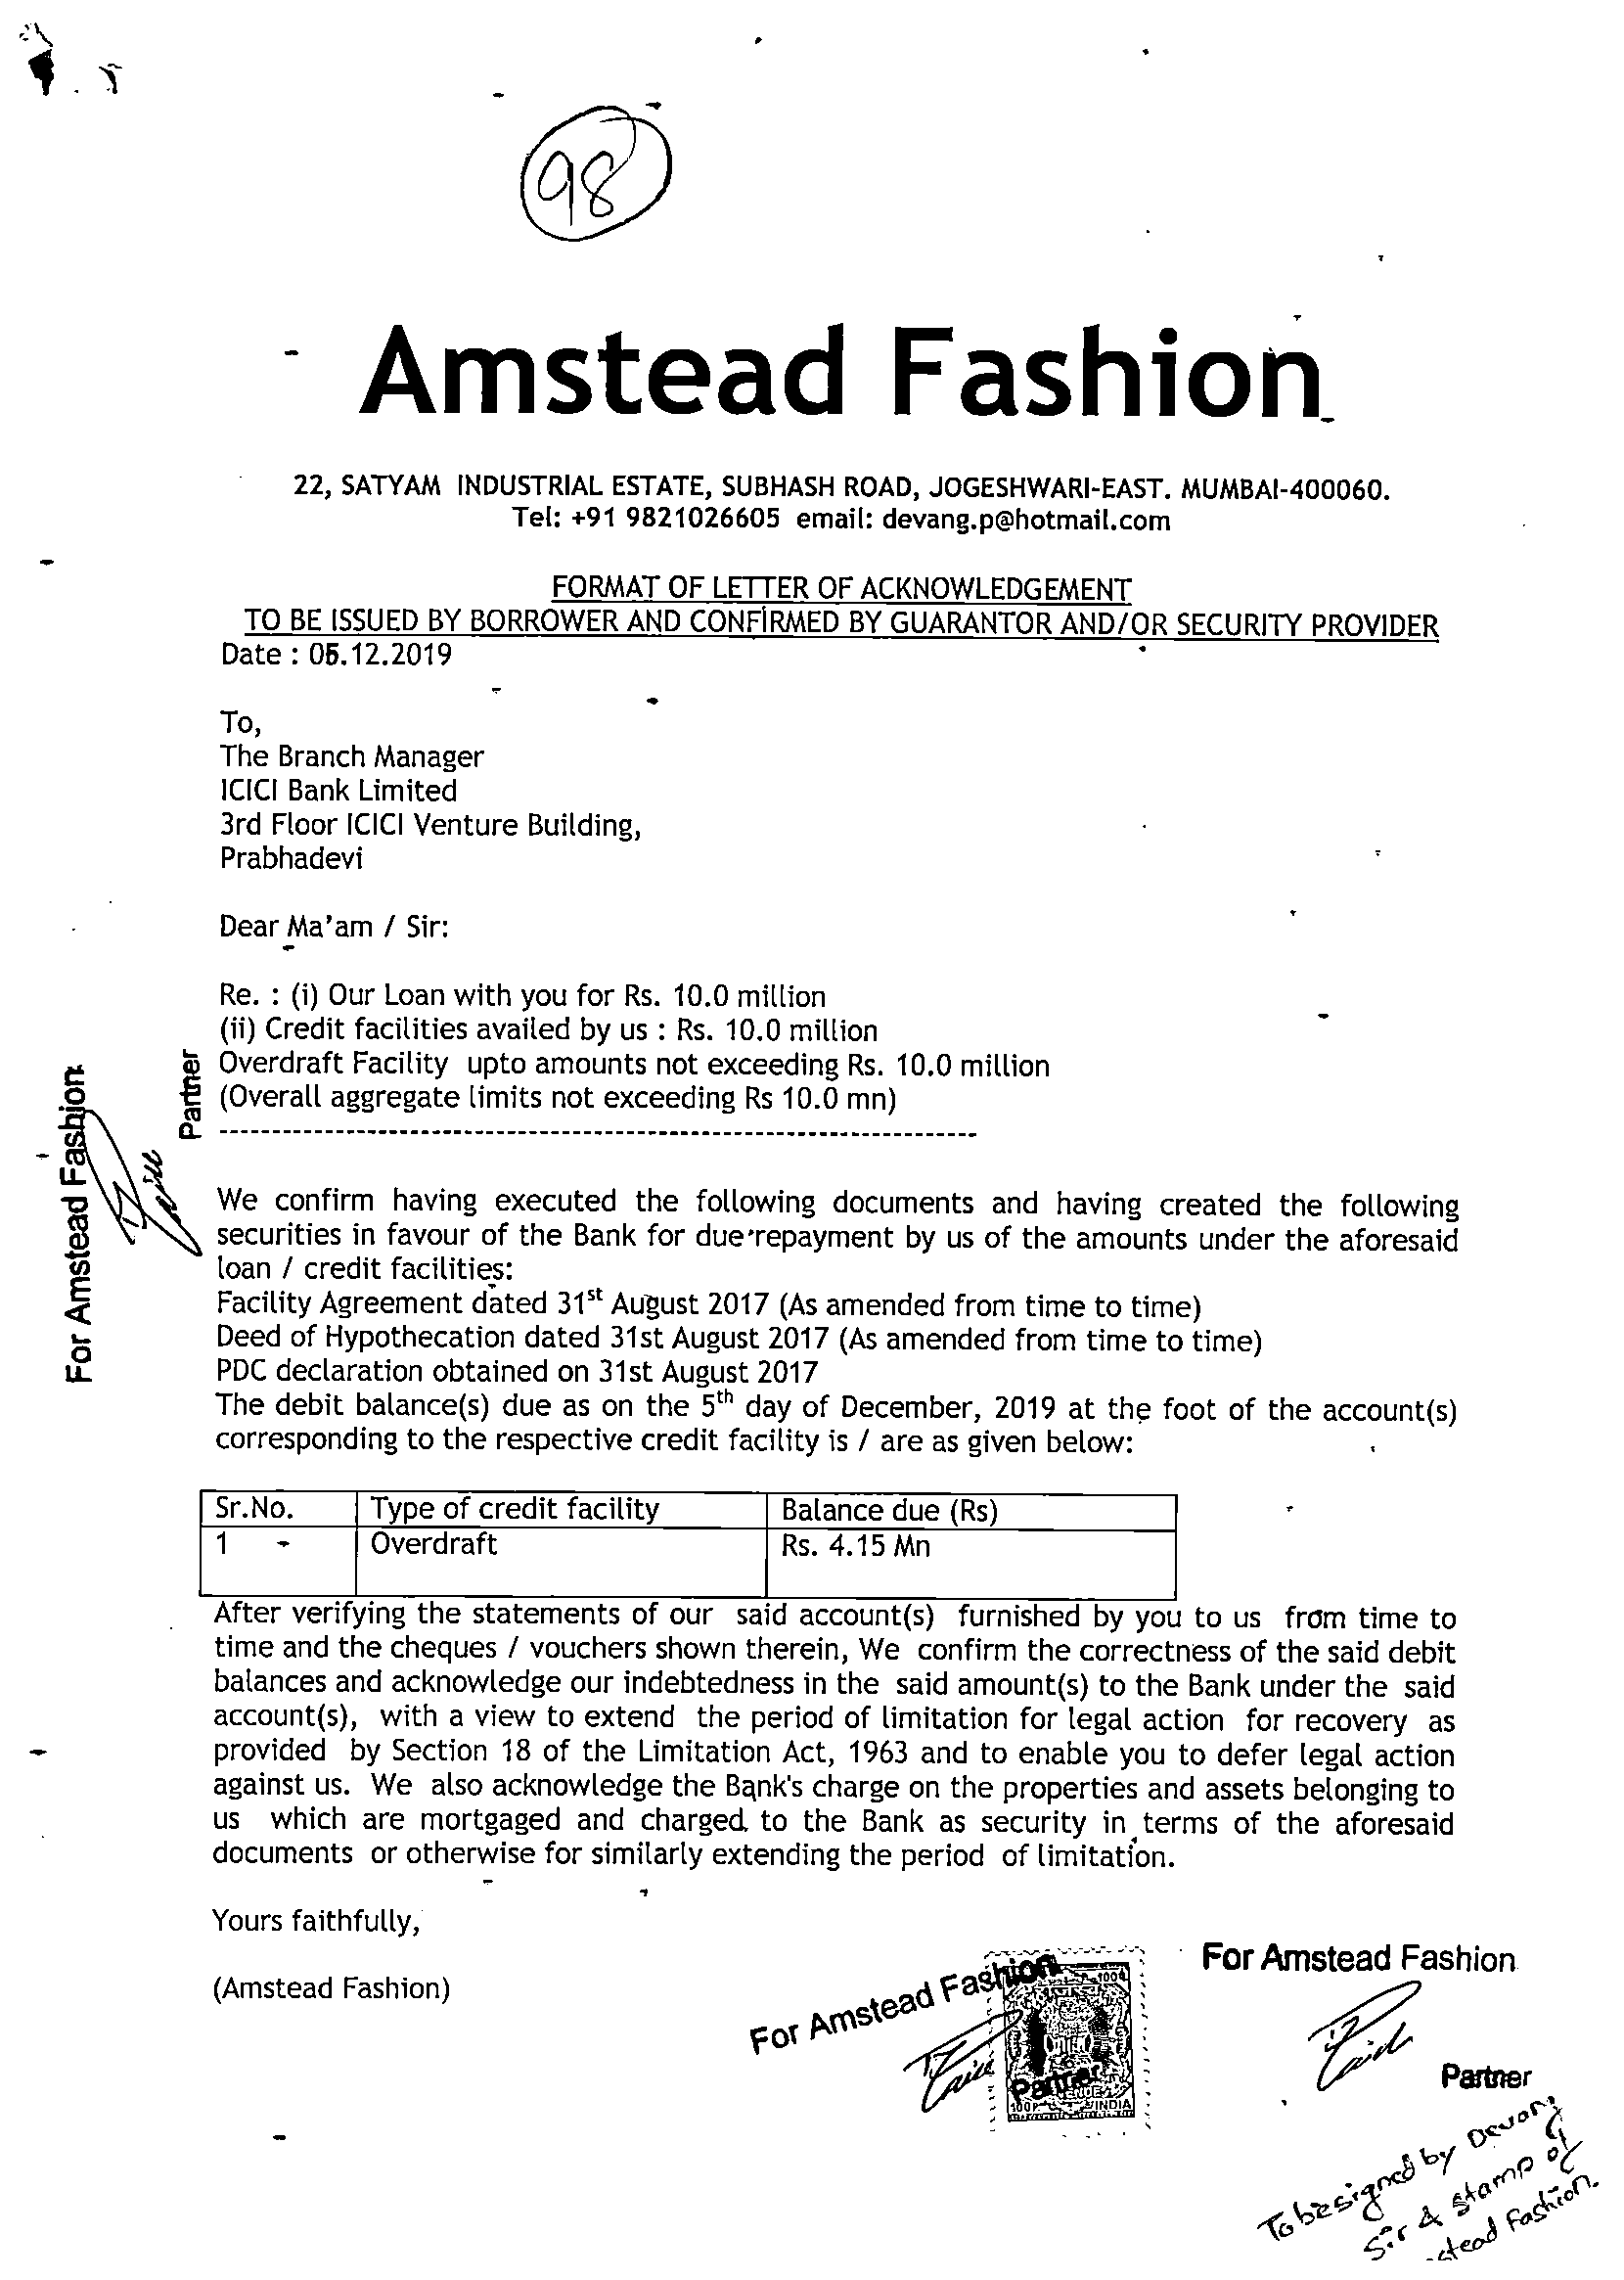 98
Amstead Fashion
22, SATYAM INDUSTRIAL ESTATE, SUBHASH ROAD, JOGESHWARI-EAST. MUMBAI-400060.
Tel: +91 9821026605 email: devang.p@hotmail.com
FORMAT OF LETTER OF ACKNOWLEDGEMENT
TO BE ISSUED BY BORROWER AND CONFIRMED BY GUARANTOR AND/OR SECURITY PROVIDER
Date : 05.12.2019
To,
The Branch Manager
ICICI Bank Limited
3rd Floor ICICI Venture Building,
Prabhadevi
Dear Ma'am / Sir:
Re. : (i) Our Loan with you for Rs. 10.0 million
(ii) Credit facilities availed by us : Rs. 10.0 million
Overdraft Facility upto amounts not exceeding Rs. 10.0 million
(Overall aggregate limits not exceeding Rs 10.0 mn)
For Amstead Fashion
Partner
We confirm having executed the following documents and having created the following
securities in favour of the Bank for due repayment by us of the amounts under the aforesaid
loan / credit facilities:
Facility Agreement dated 31st August 2017 (As amended from time to time)
Deed of Hypothecation dated 31st August 2017 (As amended from time to time)
PDC declaration obtained on 31st August 2017
The debit balance(s) due as on the 5th day of December, 2019 at the foot of the account(s)
corresponding to the respective credit facility is / are as given below:
Sr.No. Type of credit facility Balance due (Rs)
1 Overdraft Rs. 4.15 Mn
After verifying the statements of our said account(s) furnished by you to us from time to
time and the cheques / vouchers shown therein, We confirm the correctness of the said debit
balances and acknowledge our indebtedness in the said amount(s) to the Bank under the said
account(s), with a view to extend the period of limitation for legal action for recovery as
provided by Section 18 of the Limitation Act, 1963 and to enable you to defer legal action
against us. We also acknowledge the Bank's charge on the properties and assets belonging to
us which are mortgaged and charged to the Bank as security in terms of the aforesaid
documents or otherwise for similarly extending the period of limitation.
Yours faithfully,
(Amstead Fashion)
For Amstead Fashion
Partner
INDIA
For Amstead Fashion
Partner
To be signed by Devang
Sir & stamp of
stead Fashion.